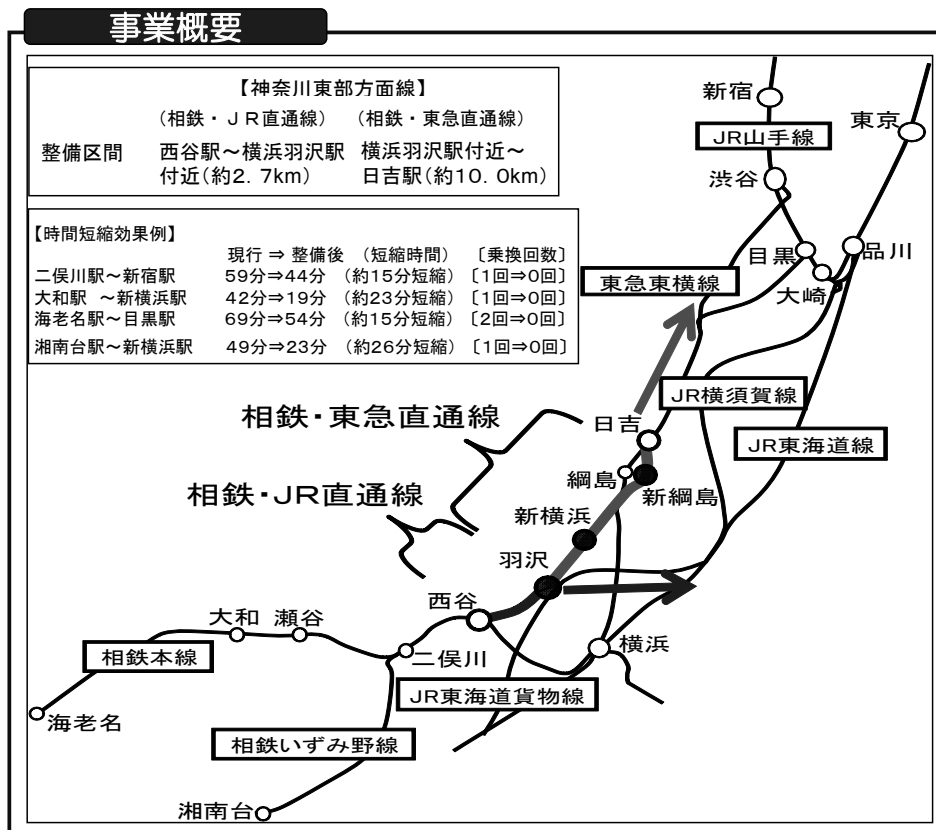 事業概要
【神奈川東部方面線】
(相鉄・JR直通線) (相鉄・東急直通線)
整備区間 西谷駅～横浜羽沢駅 横浜羽沢駅付近～
付近(約2.7km) 日吉駅(約10.0km)
【時間短縮効果例】
現行 ⇒ 整備後 (短縮時間) 〔乗換回数〕
二俣川駅～新宿駅 59分⇒44分 (約15分短縮) 〔1回⇒0回〕
大和駅 ～新横浜駅 42分⇒19分 (約23分短縮) 〔1回⇒0回〕
海老名駅～目黒駅 69分⇒54分 (約15分短縮) 〔2回⇒0回〕
湘南台駅～新横浜駅 49分⇒23分 (約26分短縮) 〔1回⇒0回〕
新宿
東京
JR山手線
渋谷
目黒
品川
大崎
東急東横線
JR横須賀線
相鉄・東急直通線
日吉
JR東海道線
綱島
新綱島
相鉄・JR直通線
新横浜
羽沢
西谷
大和 瀬谷
二俣川
横浜
相鉄本線
JR東海道貨物線
海老名
相鉄いずみ野線
湘南台